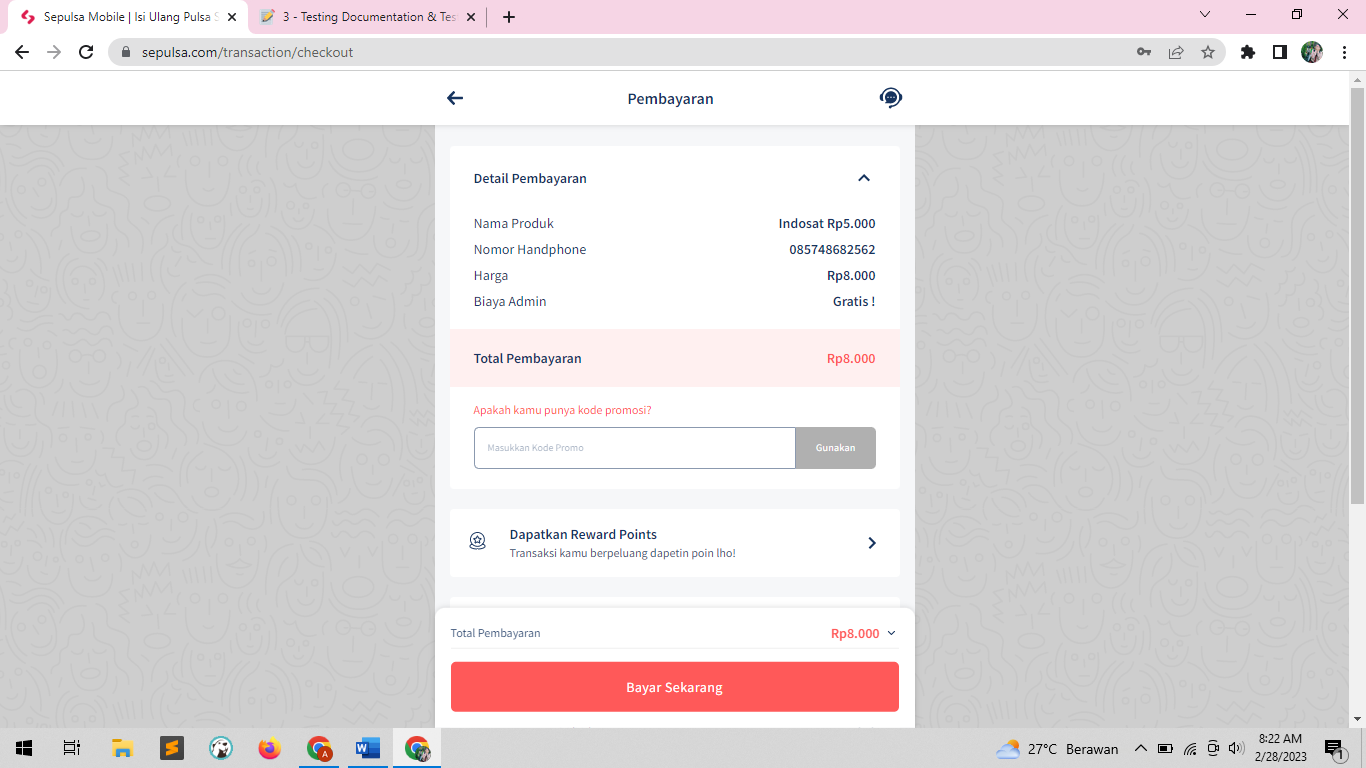 Sepulsa Mobile | Isi Ulang Pulsa S
3 - Testing Documentation & Tes
sepulsa.com/transaction/checkout
Pembayaran
Detail Pembayaran
Nama Produk Indosat Rp5.000
Nomor Handphone 085748682562
Harga Rp8.000
Biaya Admin Gratis !
Total Pembayaran Rp8.000
Apakah kamu punya kode promosi?
Masukkan Kode Promo Gunakan
Dapatkan Reward Points
Transaksi kamu berpeluang dapetin poin lho!
Total Pembayaran Rp8.000
Bayar Sekarang
27°C Berawan
8:22 AM
2/28/2023
1